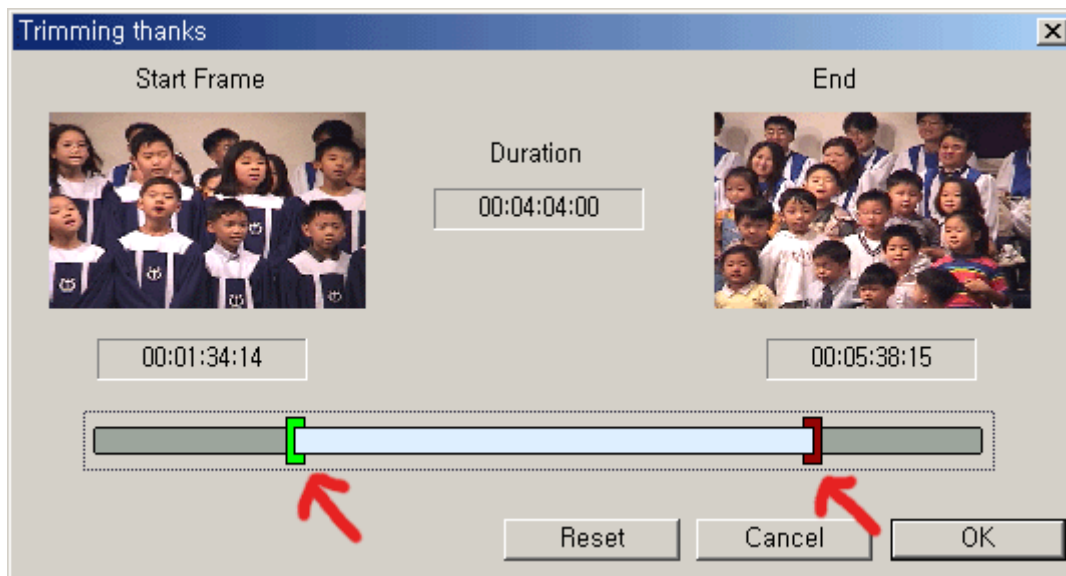 Trimming thanks
Start Frame
End
Duration
00:04:04:00
00:01:34:14
00:05:38:15
Reset
Cancel
OK